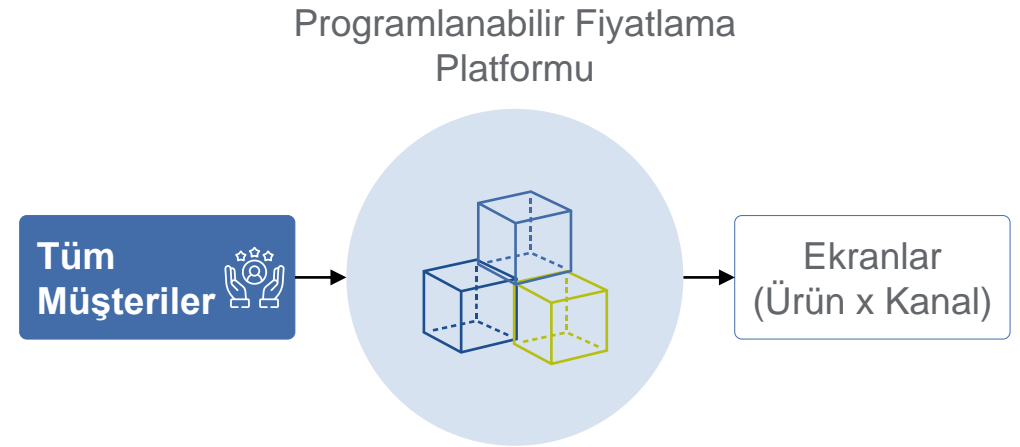 Programlanabilir Fiyatlama
Platformu
Tüm
Müşteriler
Ekranlar
(Ürün x Kanal)